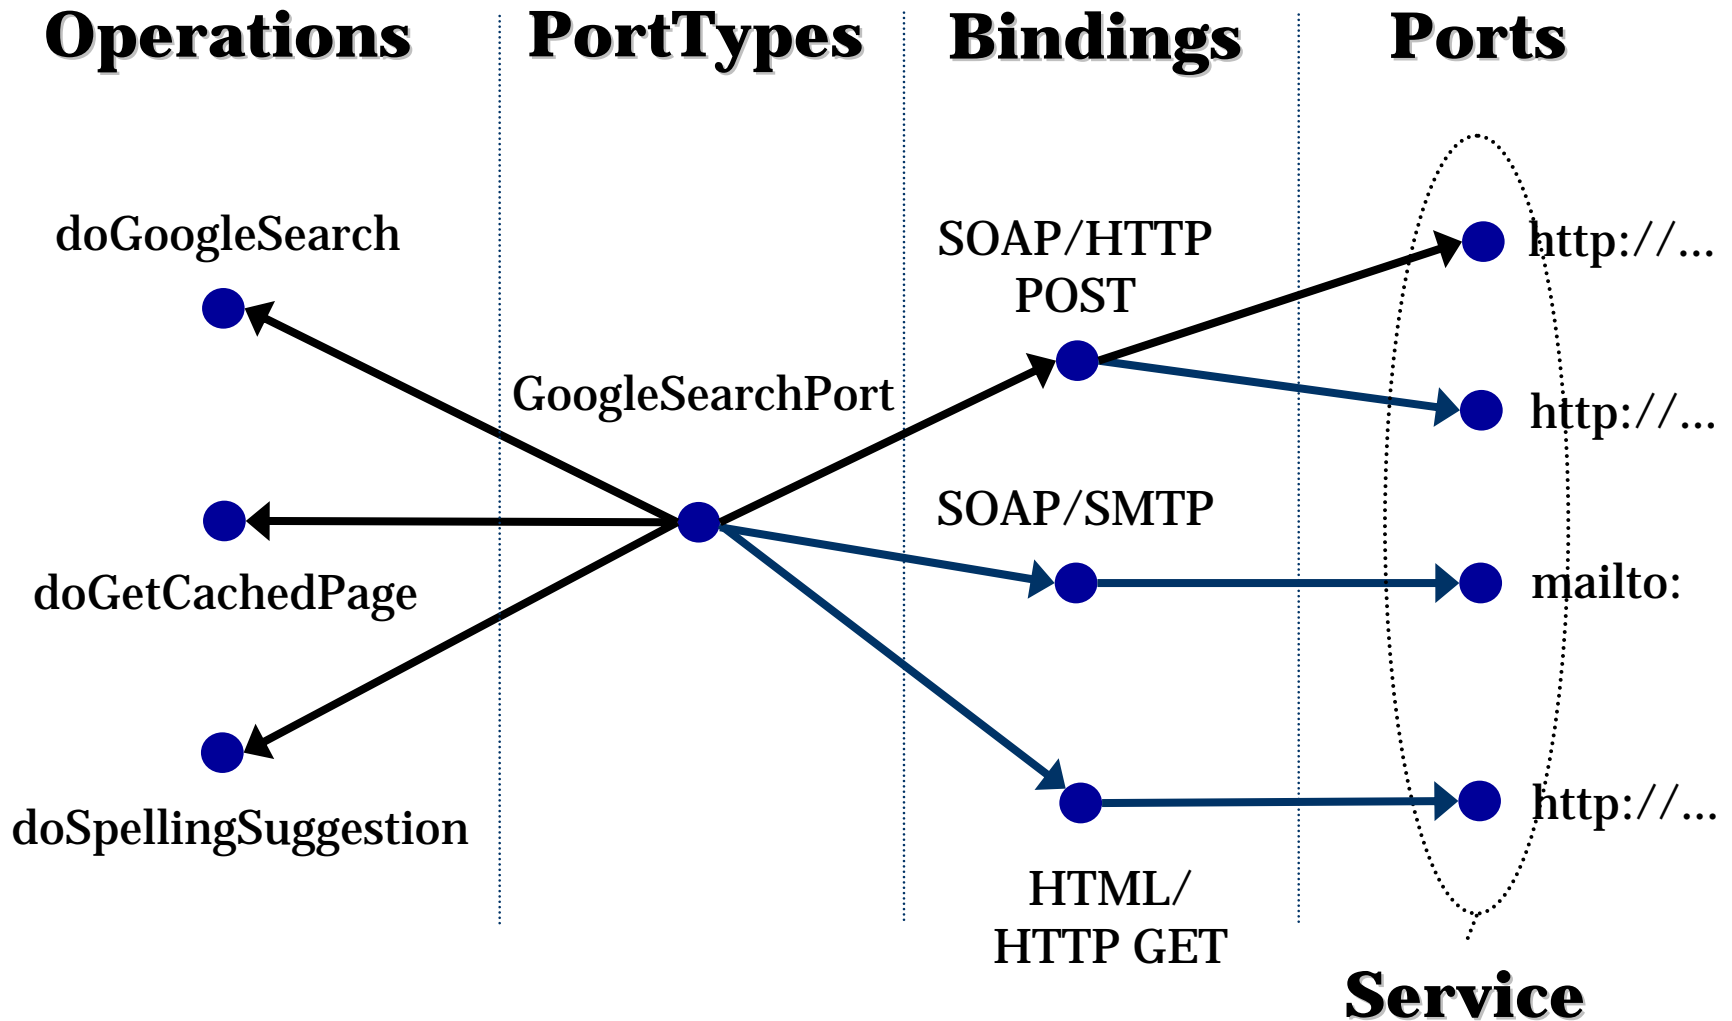 Operations
PortTypes
Bindings
Ports
doGoogleSearch
SOAP/HTTP
POST
http://...
GoogleSearchPort
http://...
SOAP/SMTP
doGetCachedPage
mailto:
doSpellingSuggestion
http://...
HTML/
HTTP GET
Service